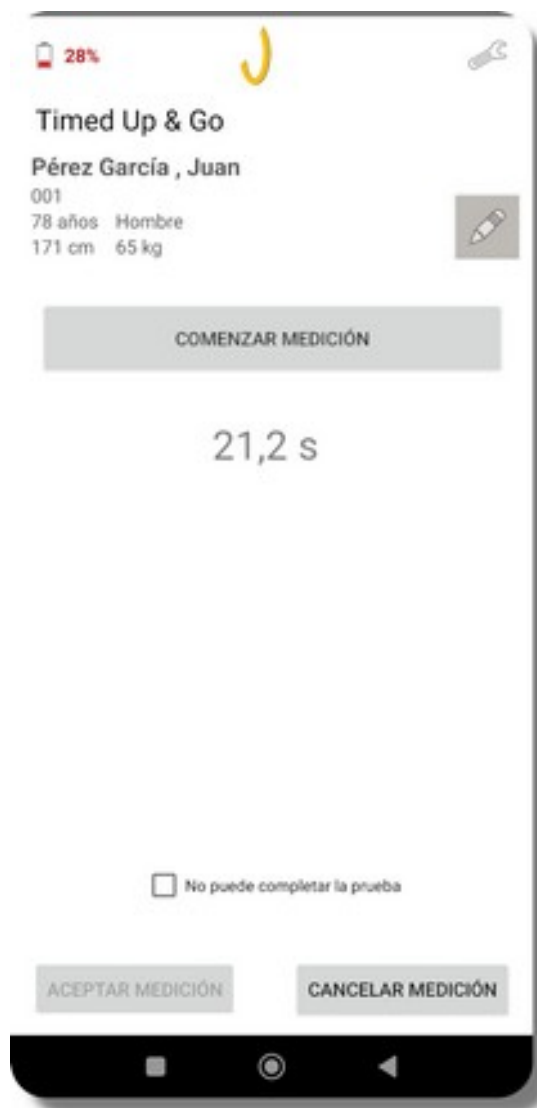 28%
Timed Up & Go
Pérez García , Juan
001
78 años Hombre
171 cm 65 kg
COMENZAR MEDICIÓN
21,2 s
No puede completar la prueba
ACEPTAR MEDICIÓN CANCELAR MEDICIÓN